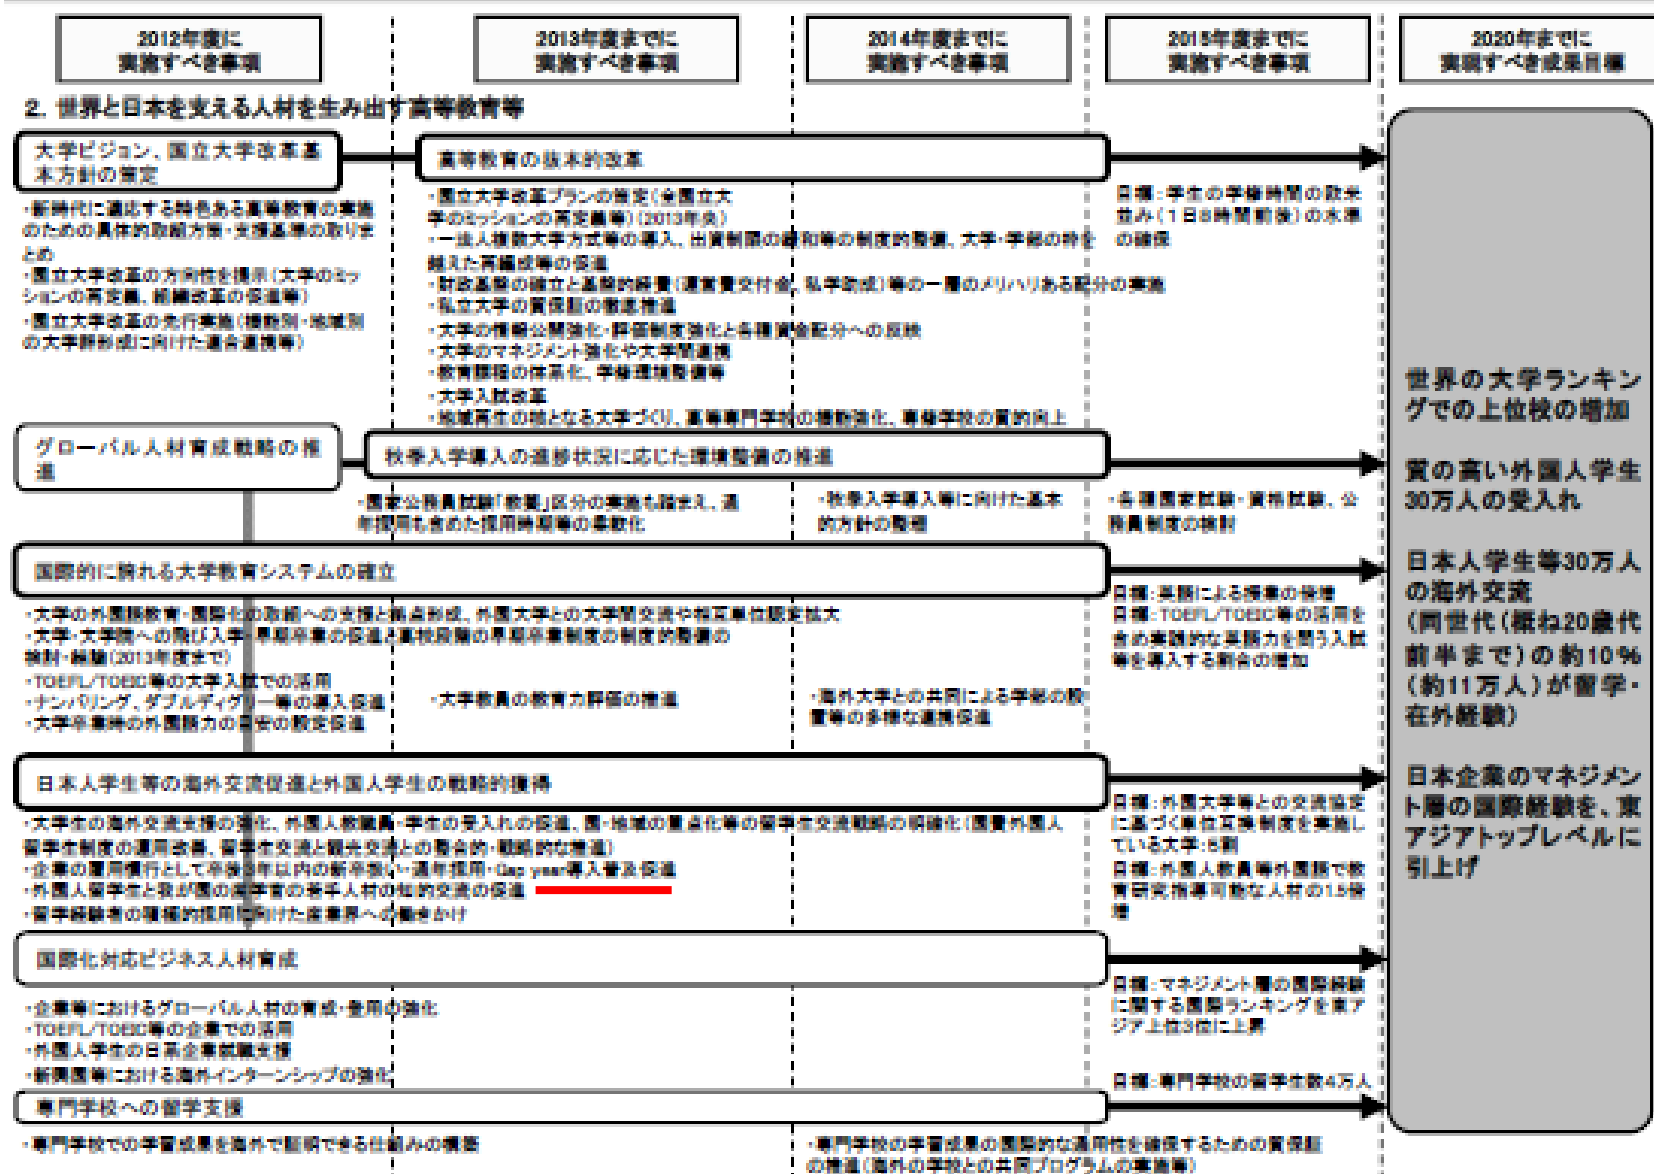 2012年度に
実施すべき事項
2013年度までに
実施すべき事項
2014年度までに
実施すべき事項
2015年度までに
実施すべき事項
2020年までに
実現すべき成果目標
2. 世界と日本を支える人材を生み出す高等教育等
大学ビジョン、国立大学改革基
本方針の策定
・新時代に適応する特色ある高等教育の実施
のための具体的取組方策・支援基準の取りま
とめ
・国立大学改革の方向性を提示(大学のミッ
ションの再定義、組織改革の促進等)
・国立大学改革の先行実施(機能別・地域別
の大学群形成に向けた連合連携等)
高等教育の抜本的改革
・国立大学改革プランの策定(全国立大
学のミッションの再定義等)(2013年央)
・一法人複数大学方式等の導入、出資制限の緩和等の制度的整備、大学・学部の枠を
越えた再編成等の促進
・財政基盤の確立と基盤的経費(運営費交付金、私学助成)等の一層のメリハリある配分の実施
・私立大学の質保証の徹底推進
・大学の情報公開強化・評価制度強化と各種資金配分への反映
・大学のマネジメント強化や大学間連携
・教育課程の体系化、学修環境整備等
・大学入試改革
・地域再生の核となる大学づくり、高等専門学校の機能強化、専修学校の質的向上
目標:学生の学修時間の欧米
並み(1日8時間前後)の水準
の確保
グローバル人材育成戦略の推
進
秋季入学導入の進捗状況に応じた環境整備の推進
・国家公務員試験「教養」区分の実施も踏まえ、通
年採用も含めた採用時期等の柔軟化
・秋季入学導入等に向けた基本
的方針の整理
・各種国家試験・資格試験、公
務員制度の検討
国際的に誇れる大学教育システムの確立
・大学の外国語教育・国際化の取組への支援と拠点形成、外国大学との大学間交流や相互単位認定拡大
・大学・大学院への飛び入学・早期卒業の促進と高校段階の早期卒業制度の制度的整備の
検討・結論(2013年度まで)
・TOEFL/TOEIC等の大学入試での活用
・ナンバリング、ダブルディグリー等の導入促進
・大学卒業時の外国語力の目安の設定促進
・大学教員の教育力評価の推進
・海外大学との共同による学部の設
置等の多様な連携促進
目標:英語による授業の倍増
目標:TOEFL/TOEIC等の活用を
含め実践的な英語力を問う入試
等を導入する割合の増加
日本人学生等の海外交流促進と外国人学生の戦略的獲得
・大学生の海外交流支援の強化、外国人教職員・学生の受入れの促進、国・地域の重点化等の留学生交流戦略の明確化(国費外国人
留学生制度の運用改善、留学生交流と観光交流との整合的・戦略的な推進)
・企業の雇用慣行として卒後3年以内の新卒扱い・通年採用・Gap year導入普及促進
・外国人留学生と我が国の産学官の若手人材の知的交流の促進
・留学経験者の積極的採用に向けた産業界への働きかけ
目標:外国大学等との交流協定
に基づく単位互換制度を実施し
ている大学:5割
目標:外国人教員等外国語で教
育研究指導可能な人材の1.5倍
増
国際化対応ビジネス人材育成
・企業等におけるグローバル人材の育成・登用の強化
・TOEFL/TOEIC等の企業での活用
・外国人学生の日系企業就職支援
・新興国等における海外インターンシップの強化
目標:マネジメント層の国際経験
に関する国際ランキングを東ア
ジア上位3位に上昇
目標:専門学校の留学生数4万人
専門学校への留学支援
・専門学校での学習成果を海外で証明できる仕組みの構築
・専門学校の学習成果の国際的な通用性を確保するための質保証
の推進(海外の学校との共同プログラムの実施等)
世界の大学ランキン
グでの上位校の増加
質の高い外国人学生
30万人の受入れ
日本人学生等30万人
の海外交流
(同世代(概ね20歳代
前半まで)の約10%
(約11万人)が留学・
在外経験)
日本企業のマネジメン
ト層の国際経験を、東
アジアトップレベルに
引上げ